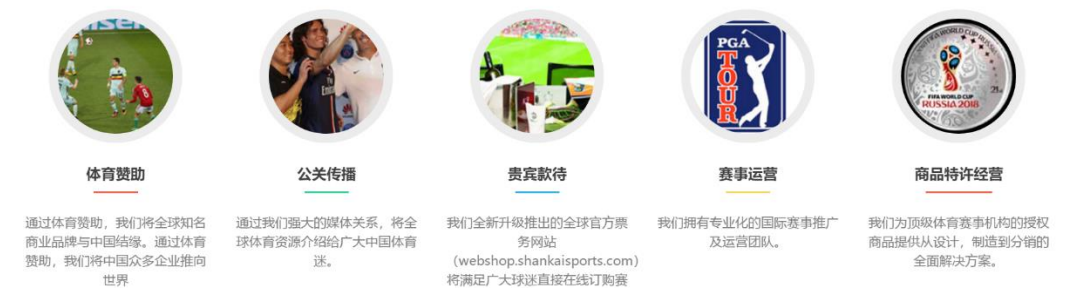 isen
PGA
TOUR
FIFA WORLD CUP RUSSIA
FIFA WORLD CUP
RUSSIA 2018
体育赞助
公关传播
贵宾款待
赛事运营
商品特许经营
通过体育赞助，我们将全球知名
商业品牌与中国结缘。通过体育
赞助，我们将中国众多企业推向
世界
通过我们强大的媒体关系，将全
球体育资源介绍给广大中国体育
迷。
我们全新升级推出的全球官方票
务网站
（webshop.shankaisports.com）
将满足广大球迷直接在线订购赛
我们拥有专业化的国际赛事推广
及运营团队。
我们为顶级体育赛事机构的授权
商品提供从设计，制造到分销的
全面解决方案。